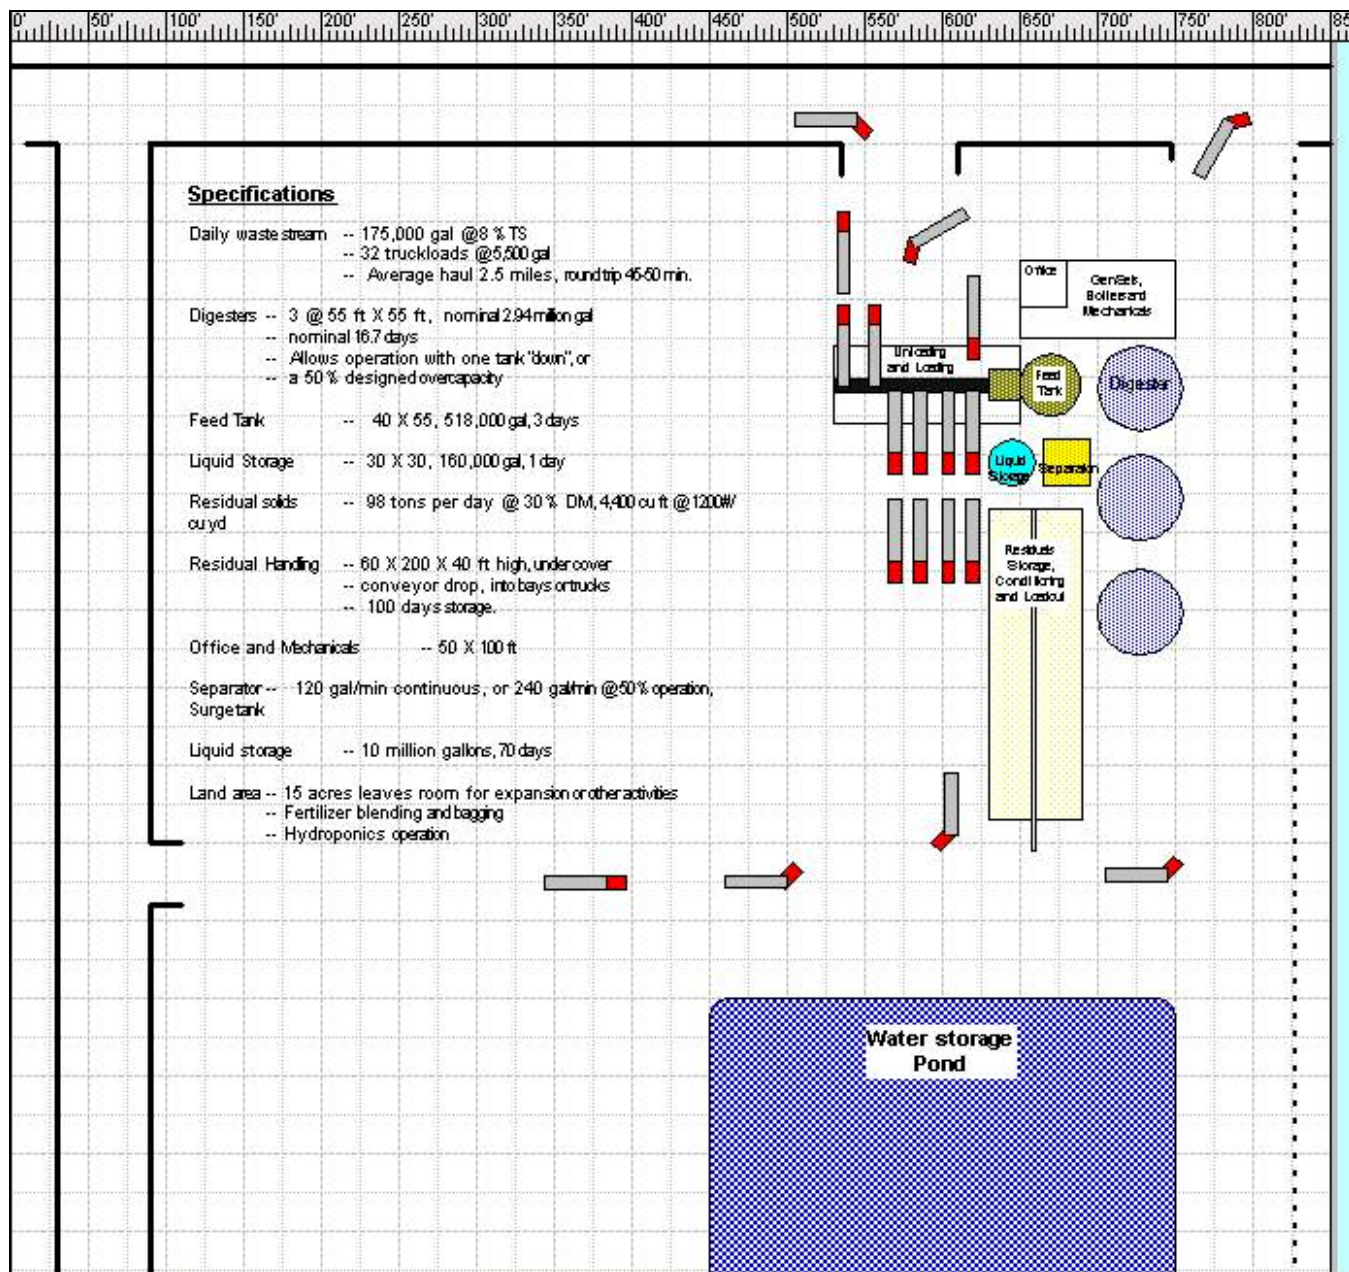 0' 50' 100' 150' 200' 250' 300' 350' 400' 450' 500' 550' 600' 650' 700' 750' 800' 85
Specifications
Daily waste stream -- 175,000 gal @8 % TS
-- 32 truckloads @5,500 gal
-- Average haul 2.5 miles, round trip 45-50 min.
Digesters -- 3 @ 55 ft X 55 ft, nominal 2.94 million gal
-- nominal 16.7 days
-- Allows operation with one tank "down", or
-- a 50 % designed overcapacity
Feed Tank -- 40 X 55, 518,000 gal, 3 days
Liquid Storage -- 30 X 30, 160,000 gal, 1 day
Residual solids -- 98 tons per day @ 30 % DM, 4,400 cu ft @ 1200#/
cu yd
Residual Handling -- 60 X 200 X 40 ft high, under cover
-- conveyor drop, into bays or trucks
-- 100 days storage.
Office and Mechanicals -- 50 X 100 ft
Separator -- 120 gal/min continuous, or 240 gal/min @ 50 % operation,
Surge tank
Liquid storage -- 10 million gallons, 70 days
Land area -- 15 acres leaves room for expansion or other activities
-- Fertilizer blending and bagging
-- Hydroponics operation
Office
GenSets,
Boilers and
Mechanicals
Unloading
and Loading
Feed
Tank
Digester
Liquid
Storage
Separation
Residuals
Storage,
Conditioning
and Loadout
Water storage
Pond